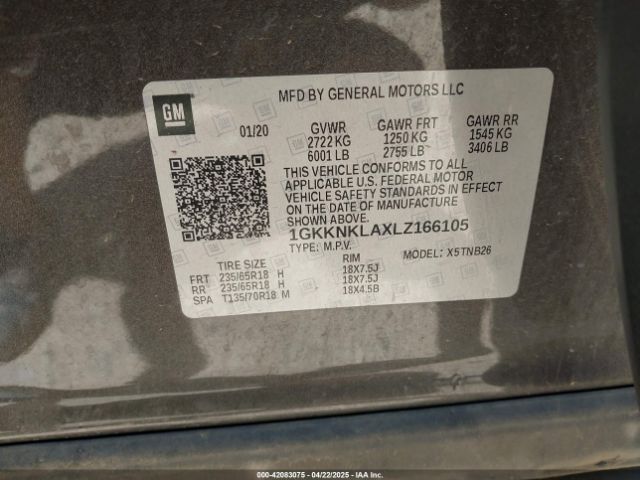 GM
MFD BY GENERAL MOTORS LLC
01/20 GVWR GAWR FRT GAWR RR
2722 KG 1250 KG 1545 KG
6001 LB 2755 LB 3406 LB
THIS VEHICLE CONFORMS TO ALL
APPLICABLE U.S. FEDERAL MOTOR
VEHICLE SAFETY STANDARDS IN EFFECT
ON THE DATE OF MANUFACTURE
SHOWN ABOVE.
1GKKNKLAXLZ166105
TYPE: M.P.V. MODEL: X5TNB26
TIRE SIZE RIM
FRT 235/65R18 H 18X7.5J
RR 235/65R18 H 18X7.5J
SPA T135/70R18 M 18X4.5B
000-42083075 - 04/22/2025 - IAA Inc.